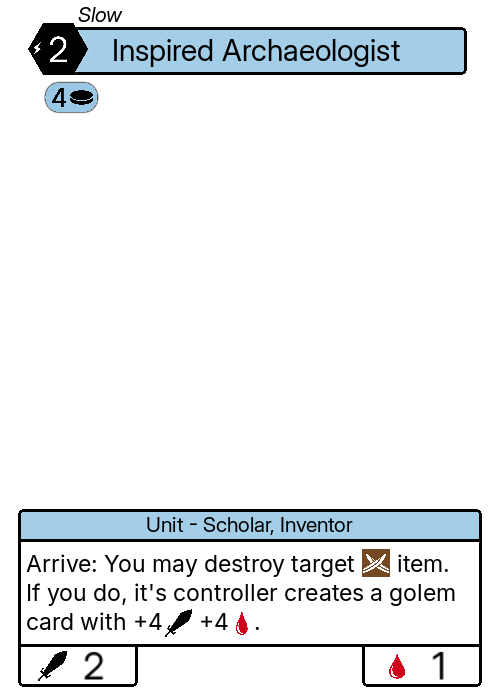 Slow
2 Inspired Archaeologist
4
Unit - Scholar, Inventor
Arrive: You may destroy target item.
If you do, it's controller creates a golem
card with +4 +4 .
2 1